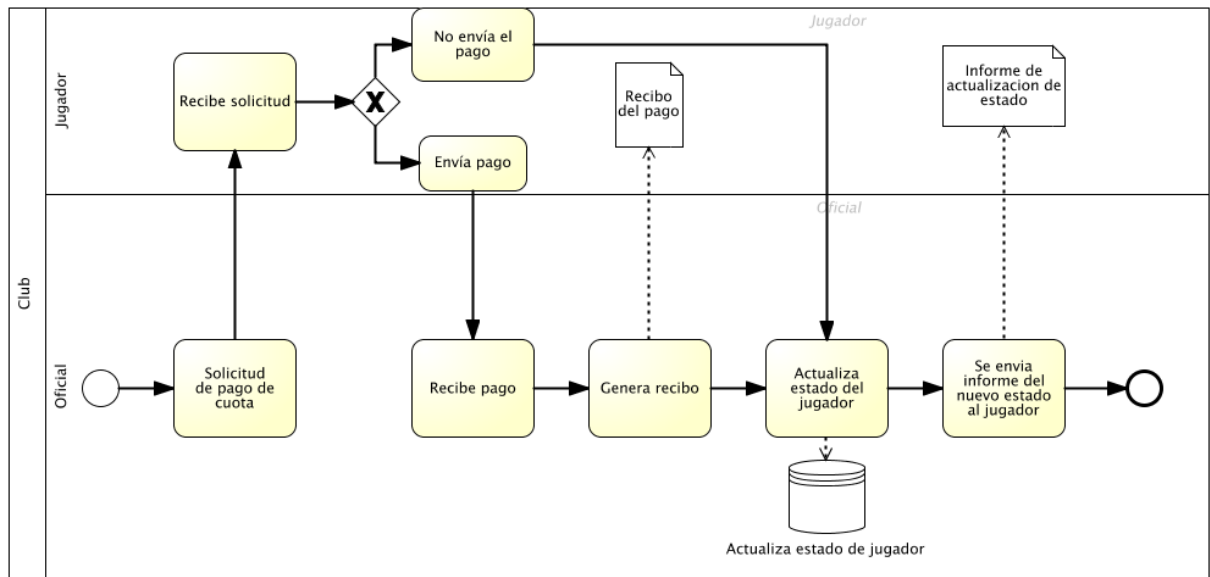 Jugador
No envía el
pago
Recibe solicitud
X
Envía pago
Recibo
del pago
Informe de
actualizacion de
estado
Jugador
Club
Oficial
Oficial
Solicitud
de pago de
cuota
Recibe pago
Genera recibo
Actualiza
estado del
jugador
Se envia
informe del
nuevo estado
al jugador
Actualiza estado de jugador